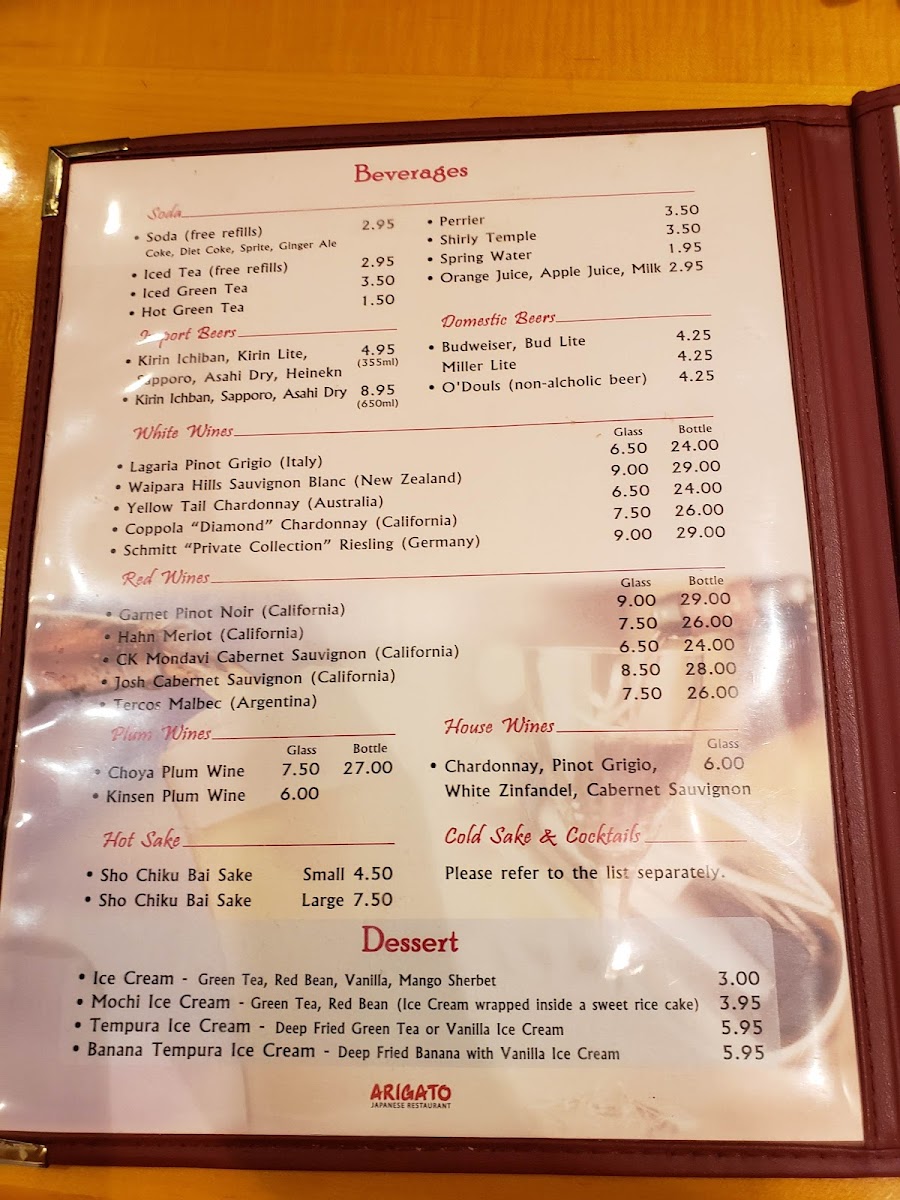 Beverages
Soda
• Soda (free refills) 2.95
Coke, Diet Coke, Sprite, Ginger Ale
• Iced Tea (free refills) 2.95
• Iced Green Tea 3.50
• Hot Green Tea 1.50
• Perrier 3.50
• Shirly Temple 3.50
• Spring Water 1.95
• Orange Juice, Apple Juice, Milk 2.95
Import Beers
• Kirin Ichiban, Kirin Lite, 4.95
(355ml)
Sapporo, Asahi Dry, Heinekn
• Kirin Ichban, Sapporo, Asahi Dry 8.95
(650ml)
Domestic Beers
• Budweiser, Bud Lite 4.25
Miller Lite 4.25
• O'Douls (non-alcholic beer) 4.25
White Wines
Glass Bottle
• Lagaria Pinot Grigio (Italy) 6.50 24.00
• Waipara Hills Sauvignon Blanc (New Zealand) 9.00 29.00
• Yellow Tail Chardonnay (Australia) 6.50 24.00
• Coppola “Diamond” Chardonnay (California) 7.50 26.00
• Schmitt “Private Collection” Riesling (Germany) 9.00 29.00
Red Wines
Glass Bottle
• Garnet Pinot Noir (California) 9.00 29.00
• Hahn Merlot (California) 7.50 26.00
• CK Mondavi Cabernet Sauvignon (California) 6.50 24.00
• Josh Cabernet Sauvignon (California) 8.50 28.00
• Tercos Malbec (Argentina) 7.50 26.00
Plum Wines
Glass Bottle
• Choya Plum Wine 7.50 27.00
• Kinsen Plum Wine 6.00
House Wines
Glass
• Chardonnay, Pinot Grigio, 6.00
White Zinfandel, Cabernet Sauvignon
Hot Sake
• Sho Chiku Bai Sake Small 4.50
• Sho Chiku Bai Sake Large 7.50
Cold Sake & Cocktails
Please refer to the list separately.
Dessert
• Ice Cream - Green Tea, Red Bean, Vanilla, Mango Sherbet 3.00
• Mochi Ice Cream - Green Tea, Red Bean (Ice Cream wrapped inside a sweet rice cake) 3.95
• Tempura Ice Cream - Deep Fried Green Tea or Vanilla Ice Cream 5.95
• Banana Tempura Ice Cream - Deep Fried Banana with Vanilla Ice Cream 5.95
ARIGATO
JAPANESE RESTAURANT